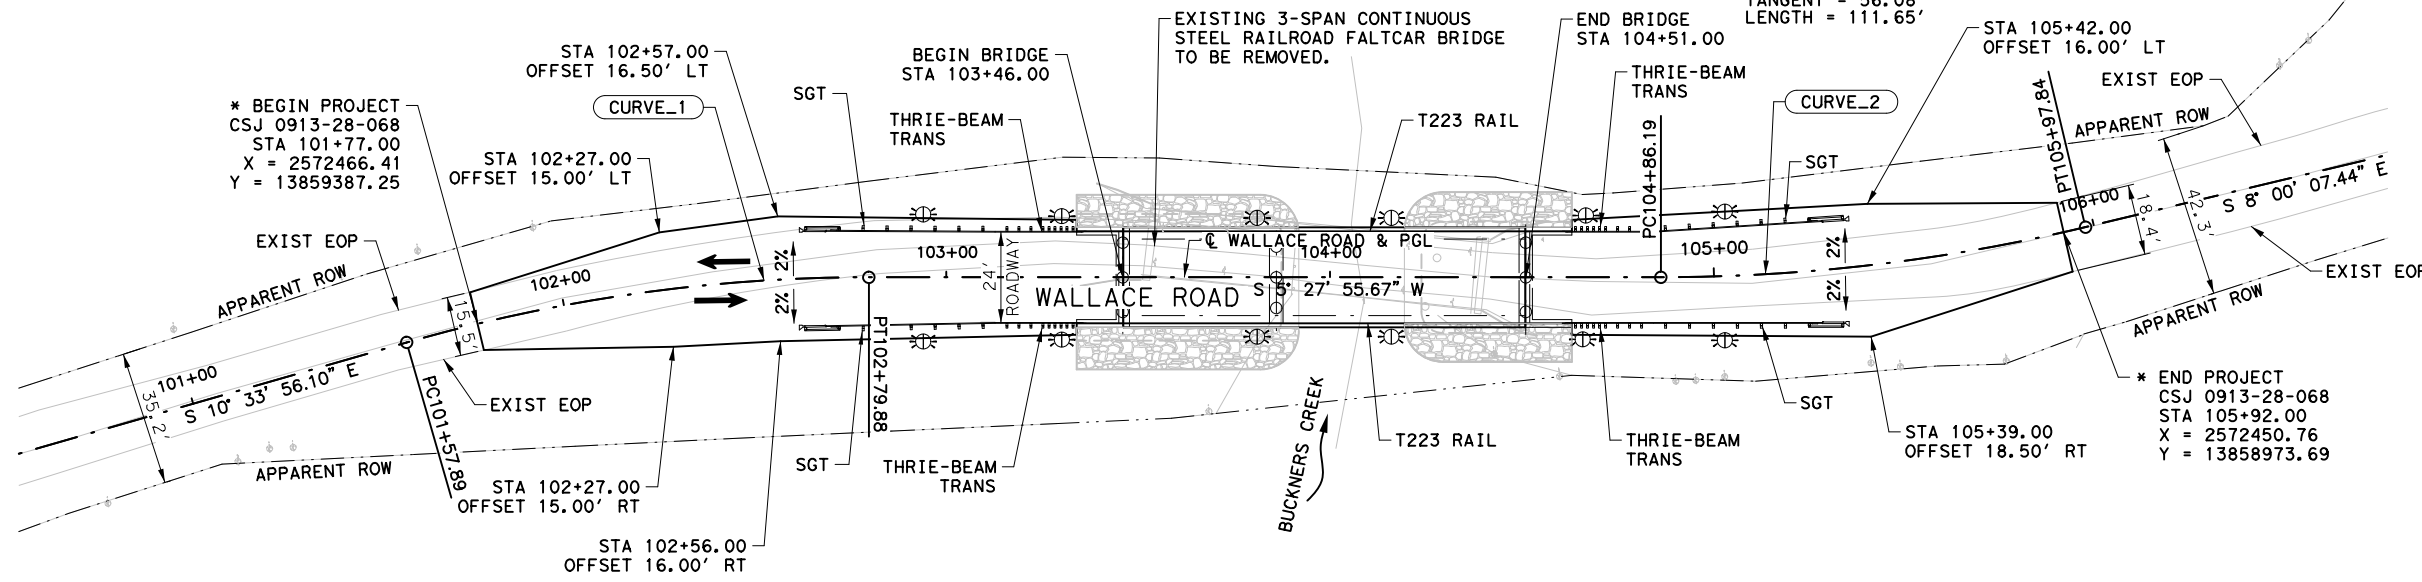 TANGENT = 56.08'
LENGTH = 111.65'
STA 102+57.00
OFFSET 16.50' LT
BEGIN BRIDGE
STA 103+46.00
EXISTING 3-SPAN CONTINUOUS
STEEL RAILROAD FALTCAR BRIDGE
TO BE REMOVED.
END BRIDGE
STA 104+51.00
STA 105+42.00
OFFSET 16.00' LT
* BEGIN PROJECT
CSJ 0913-28-068
STA 101+77.00
X = 2572466.41
Y = 13859387.25
CURVE_1
SGT
THRIE-BEAM
TRANS
T223 RAIL
THRIE-BEAM
TRANS
PC104+86.19
CURVE_2
EXIST EOP
PT105+97.84
APPARENT ROW
STA 102+27.00
OFFSET 15.00' LT
SGT
EXIST EOP
APPARENT ROW
102+00
103+00
2%
2%
24'
ROADWAY
℄ WALLACE ROAD & PGL
104+00
WALLACE ROAD
S 5° 27' 55.67" W
105+00
2%
2%
106+00
18.4'
42.3'
S 8° 00' 07.44" E
EXIST EOP
APPARENT ROW
15.5'
101+00
S 10° 33' 56.10" E
35.2'
PC101+57.89
PT102+79.88
EXIST EOP
APPARENT ROW
SGT
THRIE-BEAM
TRANS
BUCKNERS CREEK
T223 RAIL
THRIE-BEAM
TRANS
SGT
STA 105+39.00
OFFSET 18.50' RT
* END PROJECT
CSJ 0913-28-068
STA 105+92.00
X = 2572450.76
Y = 13858973.69
STA 102+27.00
OFFSET 15.00' RT
STA 102+56.00
OFFSET 16.00' RT